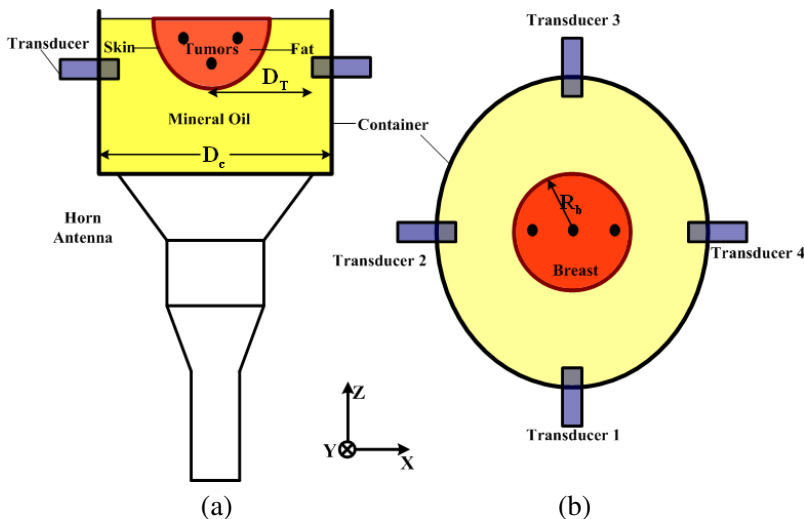 Transducer
Skin
Tumors
Fat
D_T
Mineral Oil
D_c
Container
Horn
Antenna
Z
Y
X
(a)
Transducer 3
R_b
Breast
Transducer 2
Transducer 4
Transducer 1
(b)